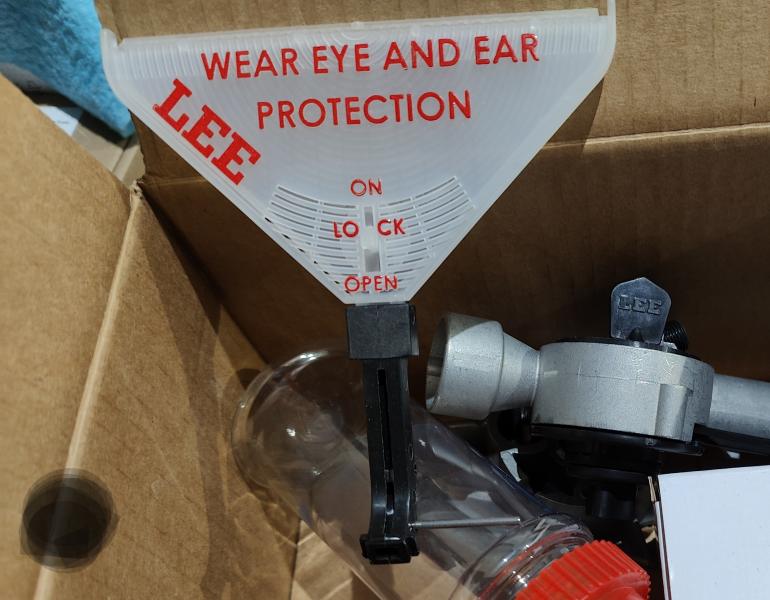 WEAR EYE AND EAR
PROTECTION
LEE
ON
LOCK
OPEN
LEE